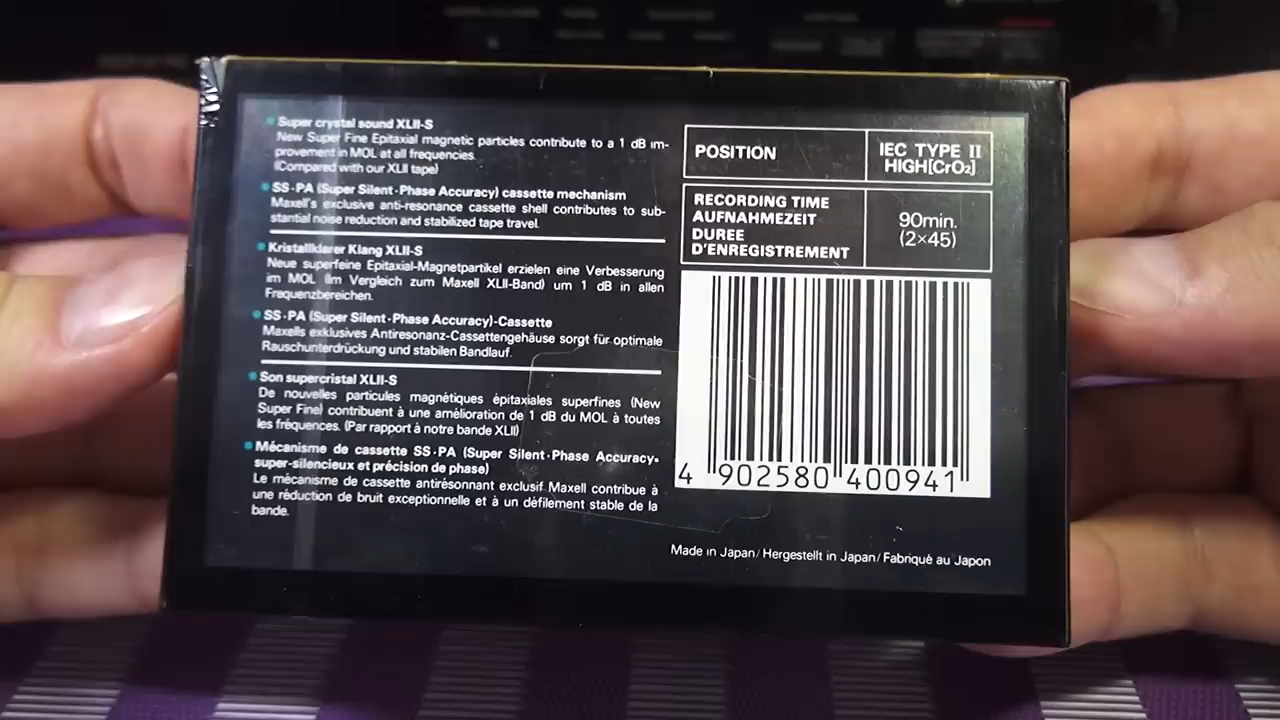 Super crystal sound XLII-S
New Super Fine Epitaxial magnetic particles contribute to a 1 dB im-
provement in MOL at all frequencies.
(Compared with our XLII tape)
SS·PA (Super Silent·Phase Accuracy) cassette mechanism
Maxell's exclusive anti-resonance cassette shell contributes to sub-
stantial noise reduction and stabilized tape travel.
Kristallklarer Klang XLII-S
Neue superfeine Epitaxial-Magnetpartikel erzielen eine Verbesserung
im MOL (Im Vergleich zum Maxell XLII-Band) um 1 dB in allen
Frequenzbereichen.
SS·PA (Super Silent·Phase Accuracy)-Cassette
Maxells exklusives Antiresonanz-Cassettengehäuse sorgt für optimale
Rauschunterdrückung und stabilen Bandlauf.
Son supercristal XLII-S
De nouvelles particules magnétiques épitaxiales superfines (New
Super Fine) contribuent à une amélioration de 1 dB du MOL à toutes
les fréquences. (Par rapport à notre bande XLII)
Mécanisme de cassette SS·PA (Super Silent·Phase Accuracy-
super-silencieux et précision de phase)
Le mécanisme de cassette antirésonnant exclusif Maxell contribue à
une réduction de bruit exceptionnelle et à un défilement stable de la
bande.
POSITION
IEC TYPE II
HIGH[CrO2]
RECORDING TIME
AUFNAHMEZEIT
DUREE
D'ENREGISTREMENT
90min.
(2×45)
4 902580 400941
Made in Japan/Hergestellt in Japan/Fabriqué au Japon